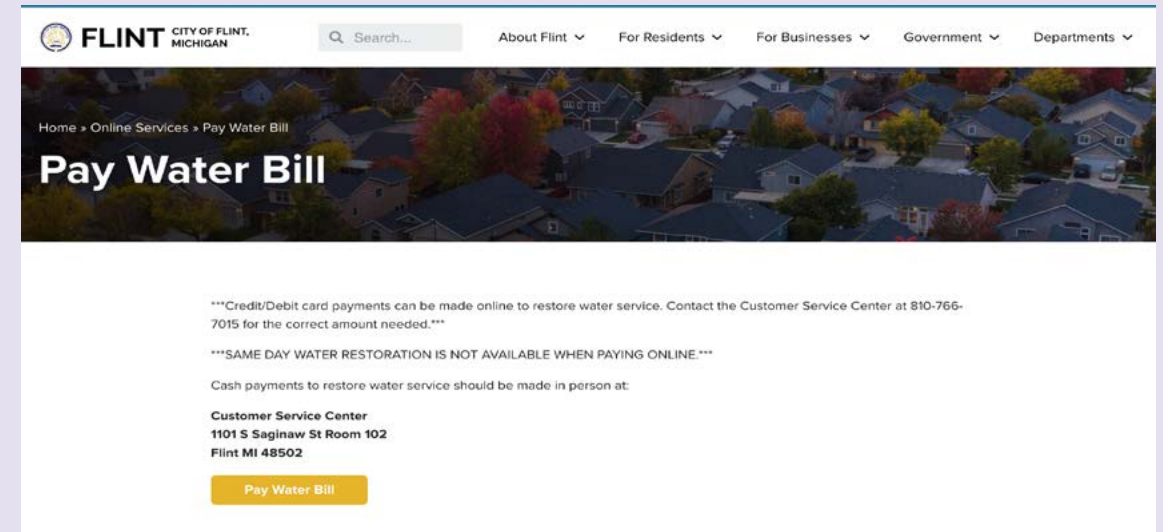 FLINT CITY OF FLINT,
MICHIGAN
Search...
About Flint
For Residents
For Businesses
Government
Departments
Home » Online Services » Pay Water Bill
Pay Water Bill
***Credit/Debit card payments can be made online to restore water service. Contact the Customer Service Center at 810-766-
7015 for the correct amount needed.***
***SAME DAY WATER RESTORATION IS NOT AVAILABLE WHEN PAYING ONLINE.***
Cash payments to restore water service should be made in person at:
Customer Service Center
1101 S Saginaw St Room 102
Flint MI 48502
Pay Water Bill